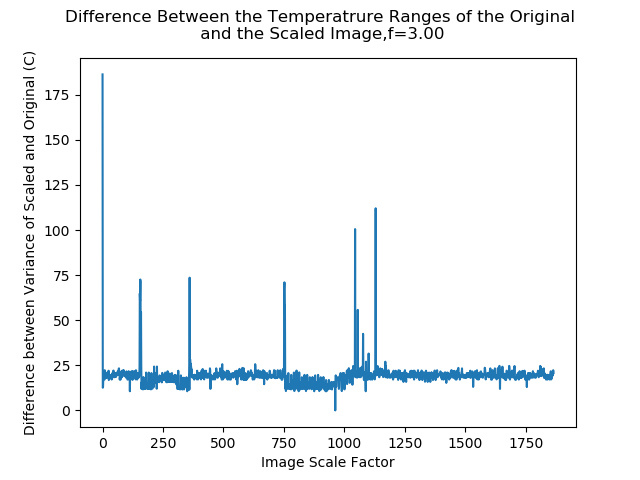 Difference Between the Temperatrure Ranges of the Original
and the Scaled Image,f=3.00
Difference between Variance of Scaled and Original (C)
175
150
125
100
75
50
25
0
0 250 500 750 1000 1250 1500 1750
Image Scale Factor